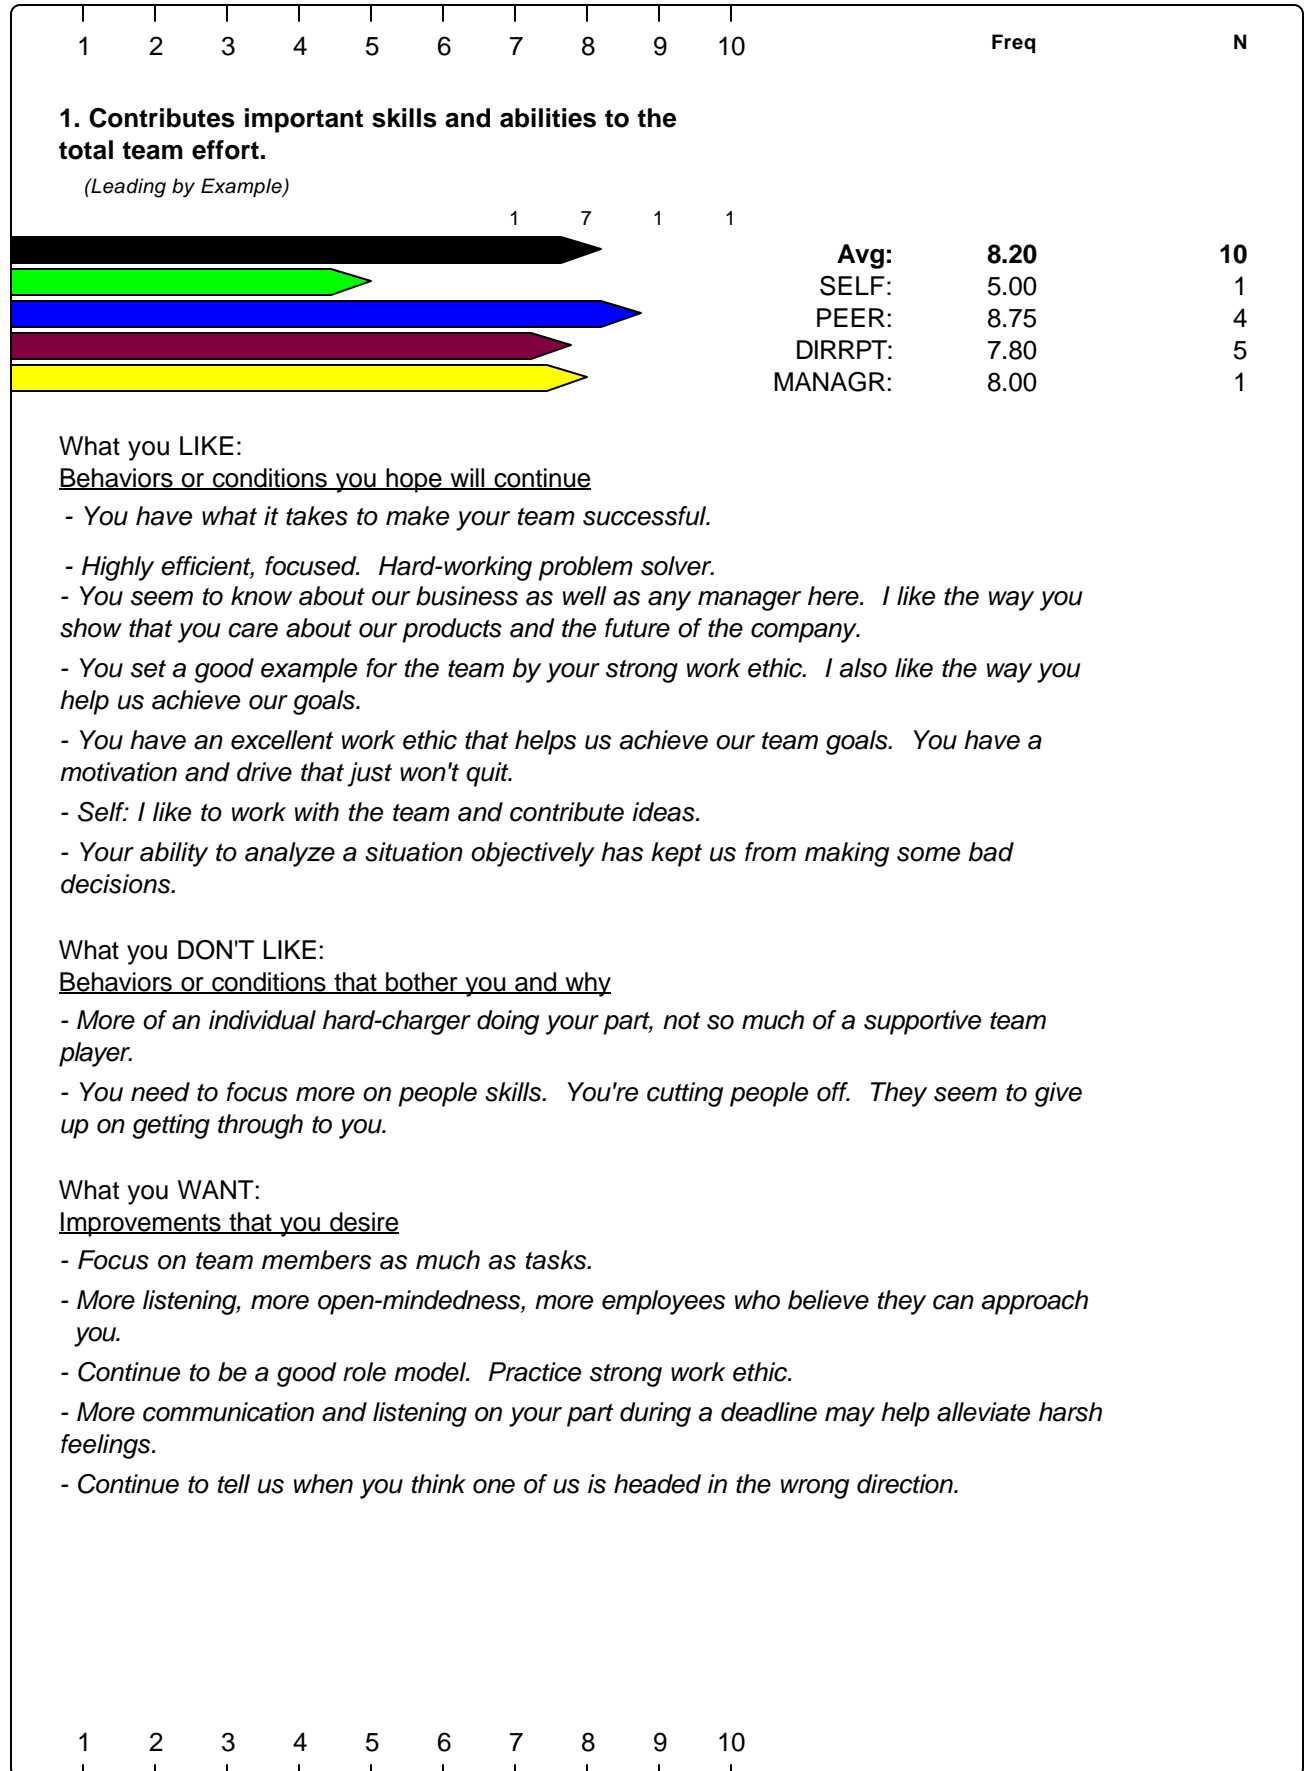 1 2 3 4 5 6 7 8 9 10 Freq N
1. Contributes important skills and abilities to the
total team effort.
(Leading by Example)
1 7 1 1
Avg: 8.20 10
SELF: 5.00 1
PEER: 8.75 4
DIRRPT: 7.80 5
MANAGR: 8.00 1
What you LIKE:
Behaviors or conditions you hope will continue
- You have what it takes to make your team successful.
- Highly efficient, focused.  Hard-working problem solver.
- You seem to know about our business as well as any manager here.  I like the way you
show that you care about our products and the future of the company.
- You set a good example for the team by your strong work ethic.  I also like the way you
help us achieve our goals.
- You have an excellent work ethic that helps us achieve our team goals.  You have a
motivation and drive that just won't quit.
- Self: I like to work with the team and contribute ideas.
- Your ability to analyze a situation objectively has kept us from making some bad
decisions.
What you DON'T LIKE:
Behaviors or conditions that bother you and why
- More of an individual hard-charger doing your part, not so much of a supportive team
player.
- You need to focus more on people skills.  You're cutting people off.  They seem to give
up on getting through to you.
What you WANT:
Improvements that you desire
- Focus on team members as much as tasks.
- More listening, more open-mindedness, more employees who believe they can approach
you.
- Continue to be a good role model.  Practice strong work ethic.
- More communication and listening on your part during a deadline may help alleviate harsh
feelings.
- Continue to tell us when you think one of us is headed in the wrong direction.
1 2 3 4 5 6 7 8 9 10